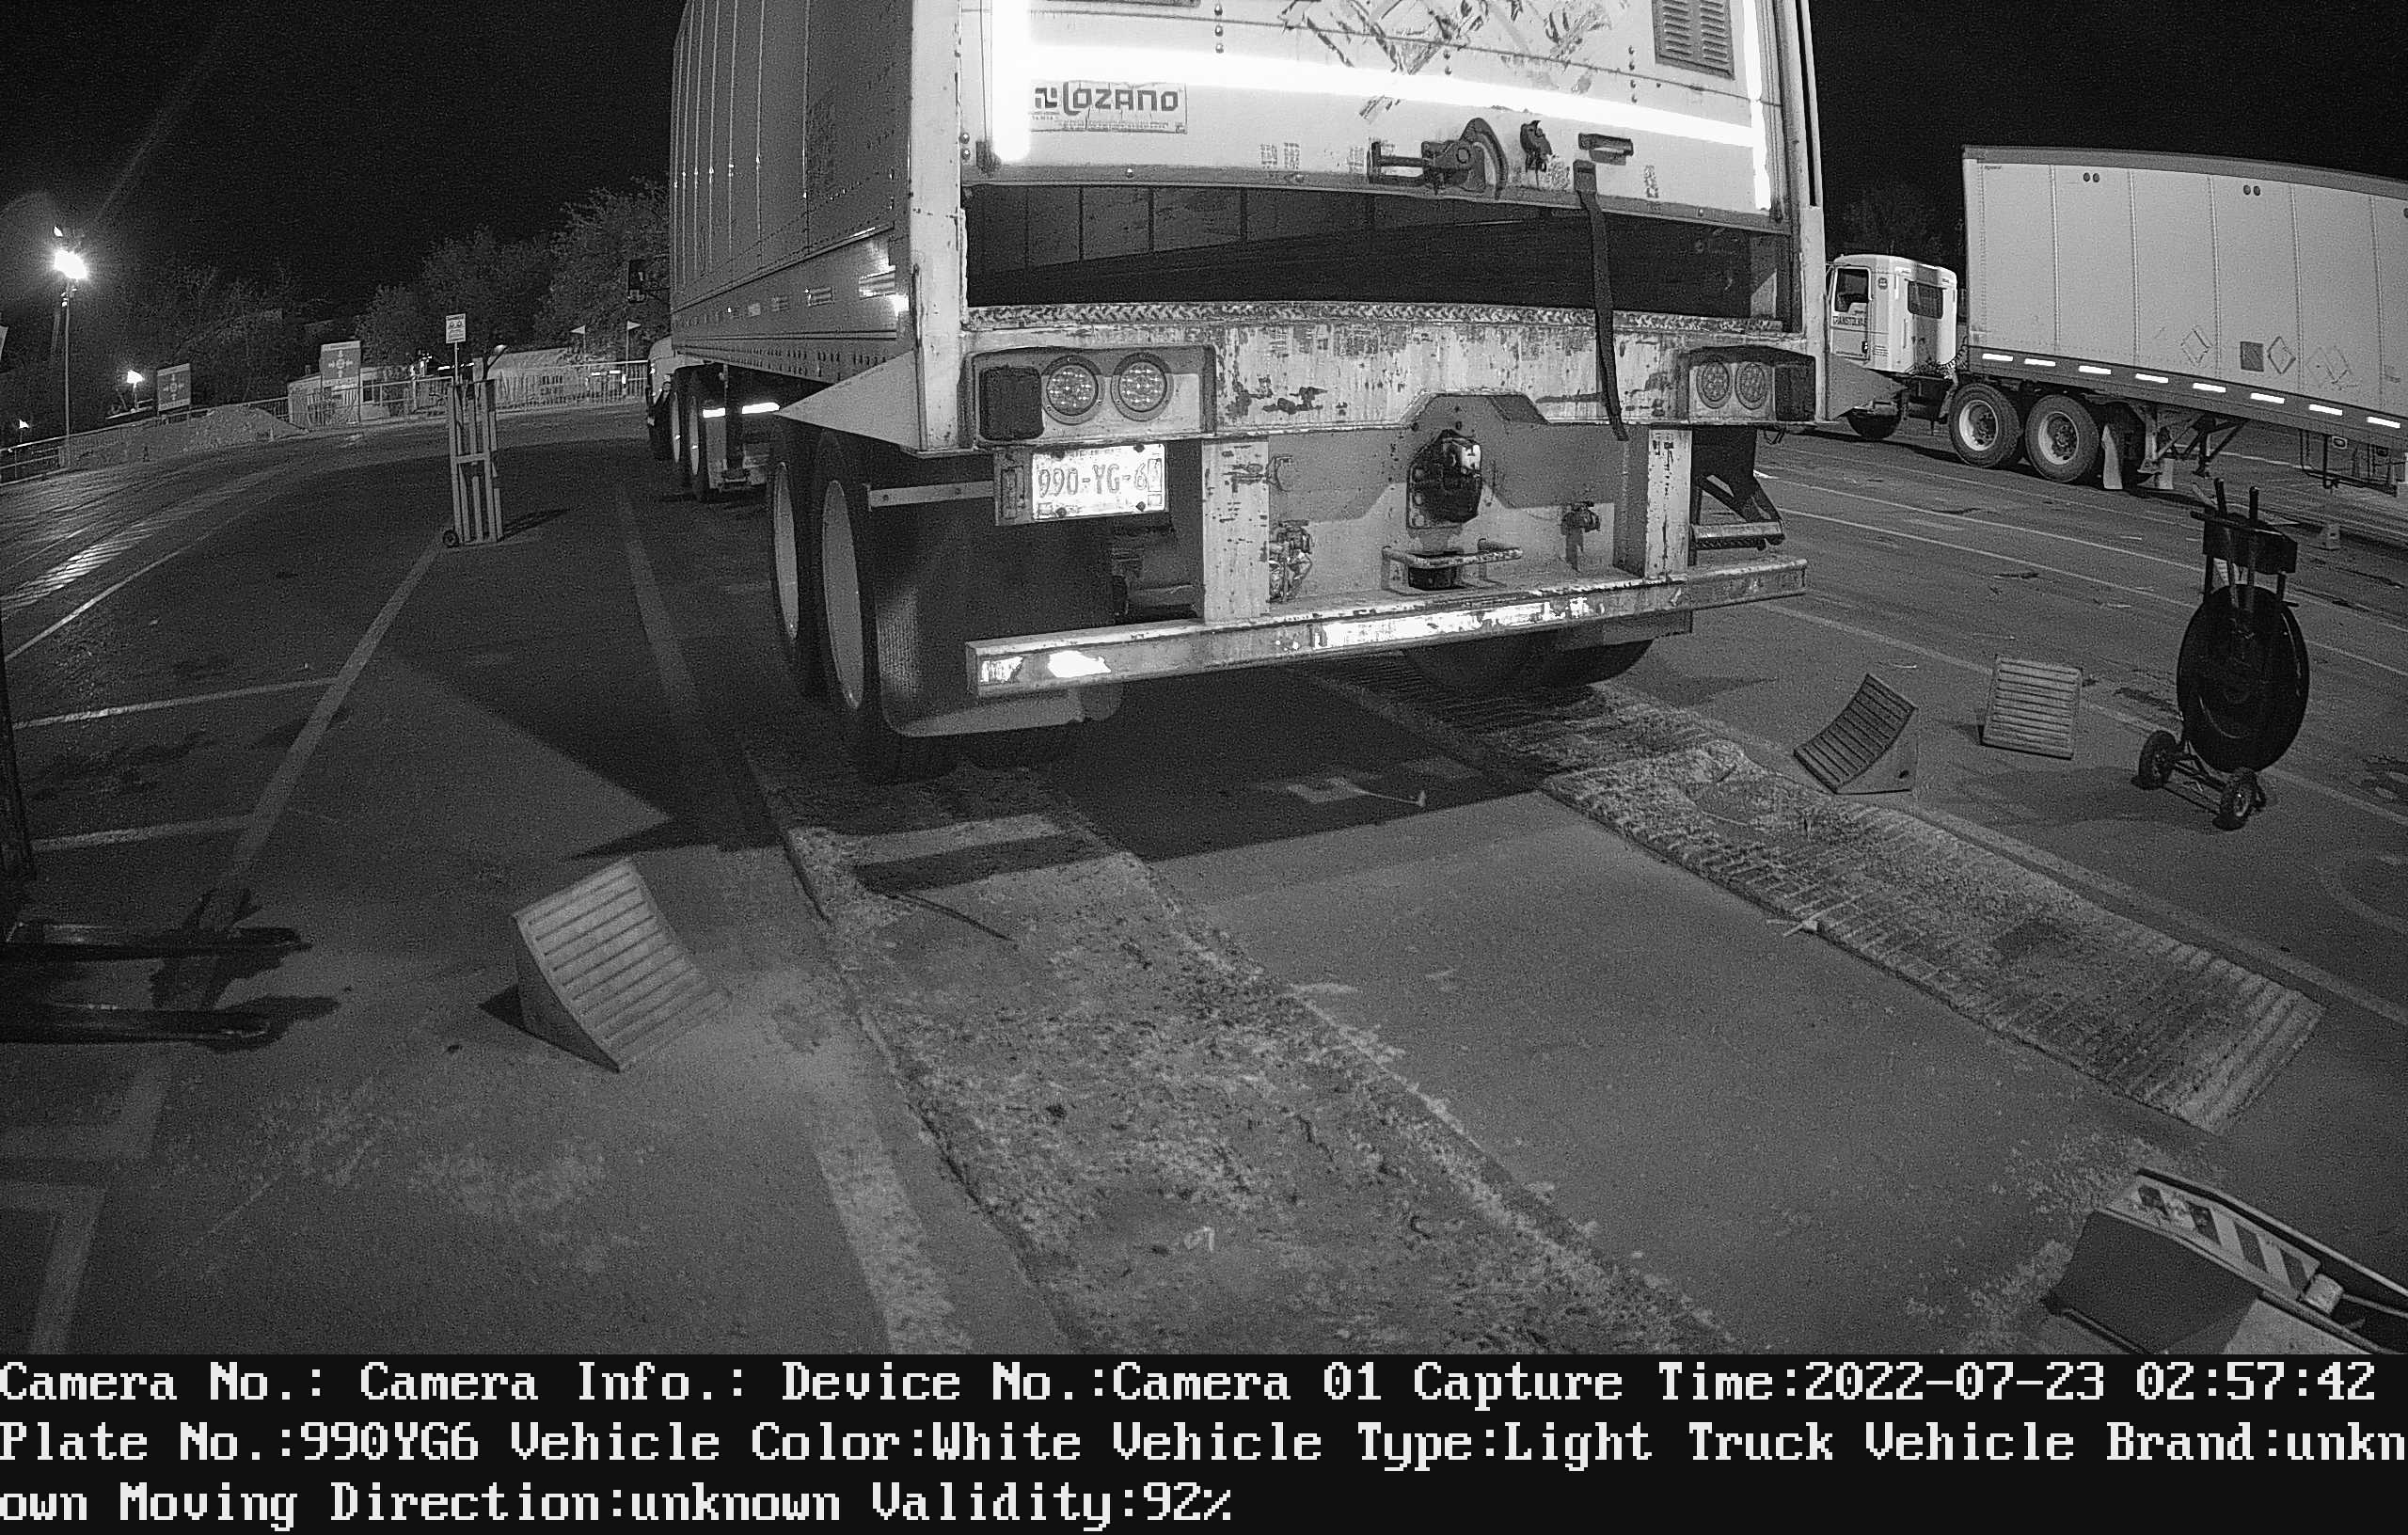 LOZANO
990-YG-6
Camera No.: Camera Info.: Device No.:Camera 01 Capture Time:2022-07-23 02:57:42
Plate No.:990YG6 Vehicle Color:White Vehicle Type:Light Truck Vehicle Brand:unkn
own Moving Direction:unknown Validity:92%